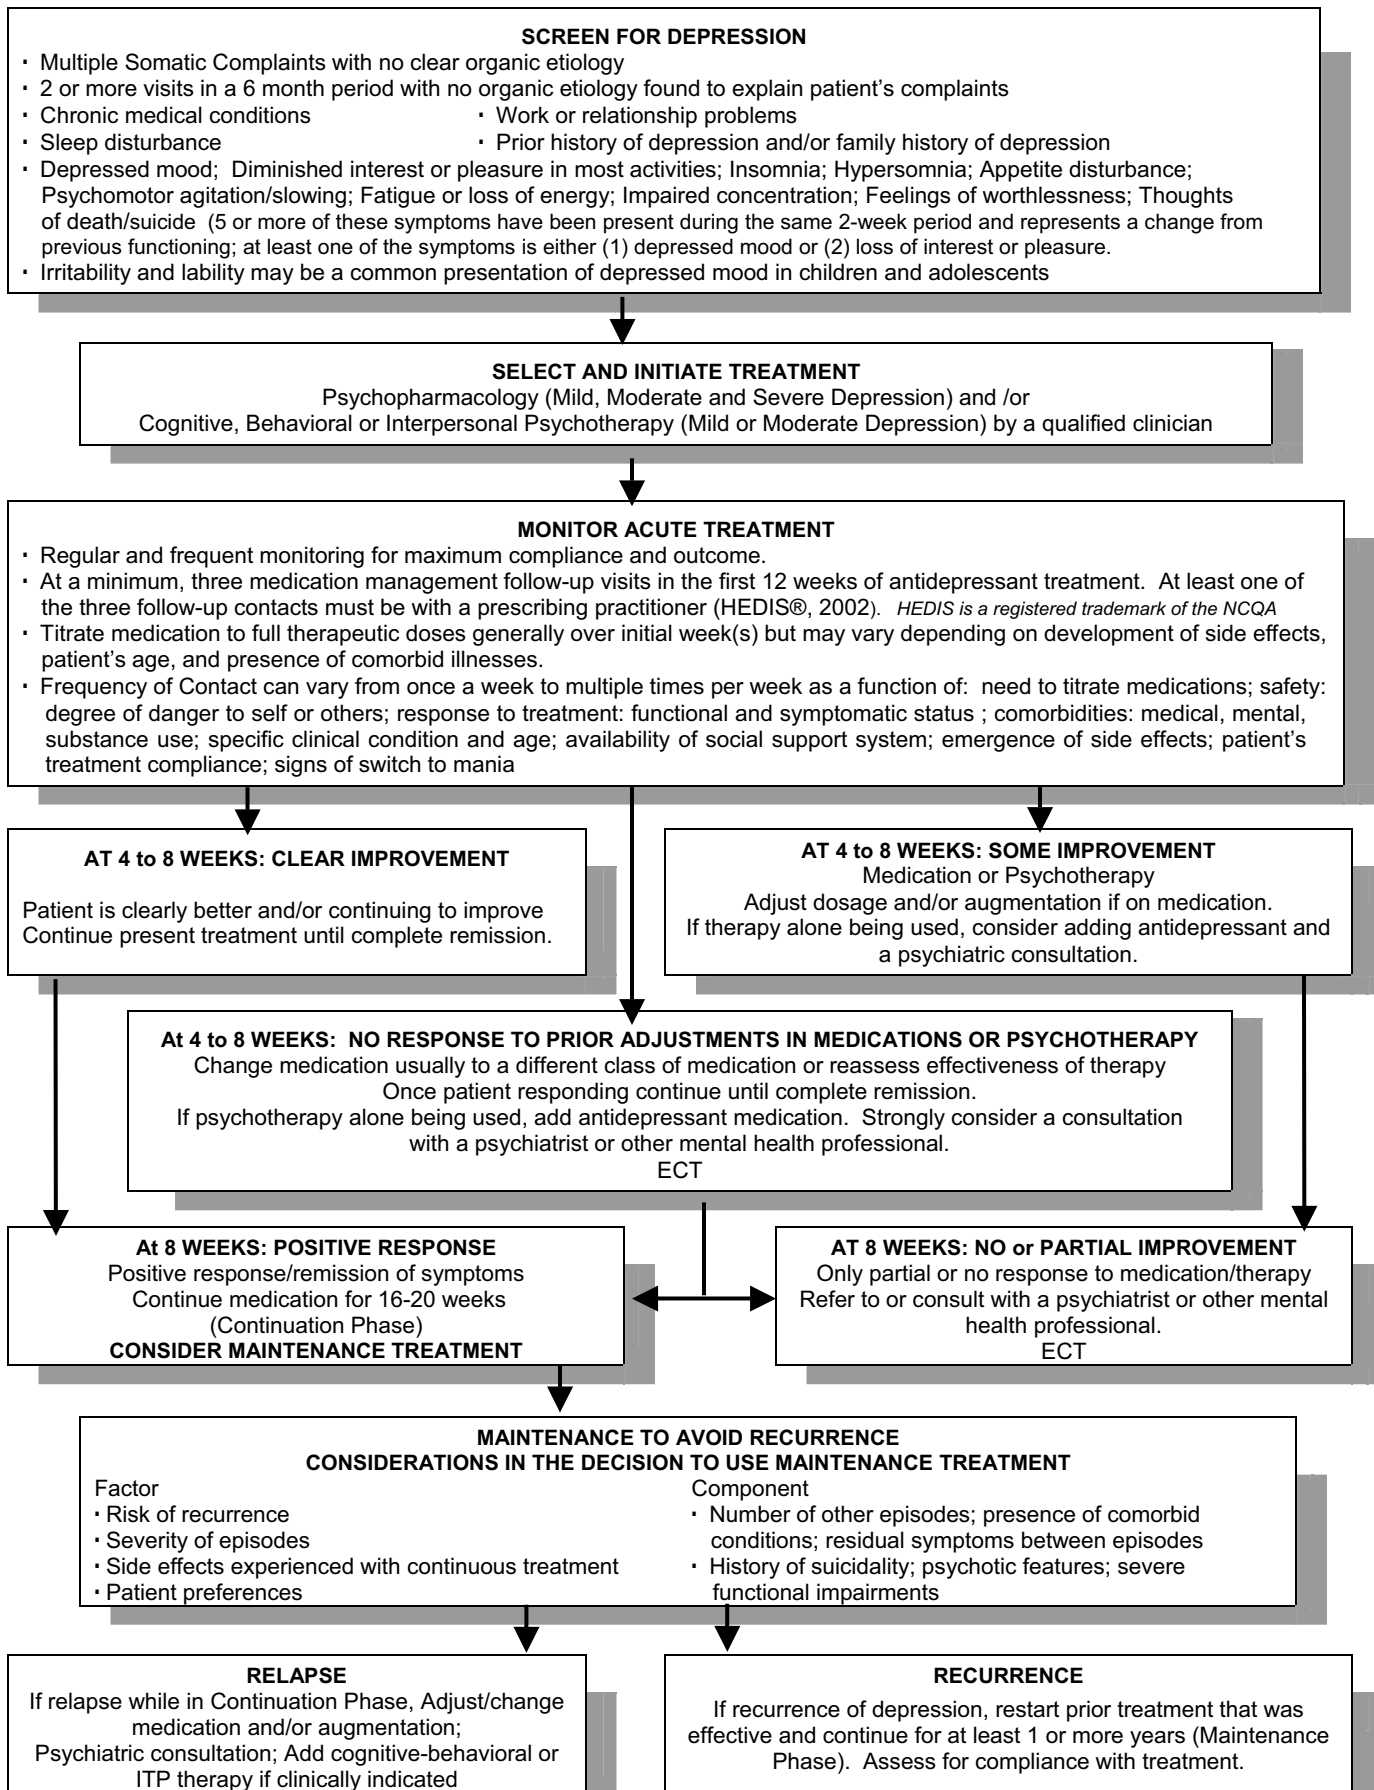 SCREEN FOR DEPRESSION
· Multiple Somatic Complaints with no clear organic etiology
· 2 or more visits in a 6 month period with no organic etiology found to explain patient's complaints
· Chronic medical conditions · Work or relationship problems
· Sleep disturbance · Prior history of depression and/or family history of depression
· Depressed mood; Diminished interest or pleasure in most activities; Insomnia; Hypersomnia; Appetite disturbance;
Psychomotor agitation/slowing; Fatigue or loss of energy; Impaired concentration; Feelings of worthlessness; Thoughts
of death/suicide (5 or more of these symptoms have been present during the same 2-week period and represents a change from
previous functioning; at least one of the symptoms is either (1) depressed mood or (2) loss of interest or pleasure.
· Irritability and lability may be a common presentation of depressed mood in children and adolescents
SELECT AND INITIATE TREATMENT
Psychopharmacology (Mild, Moderate and Severe Depression) and /or
Cognitive, Behavioral or Interpersonal Psychotherapy (Mild or Moderate Depression) by a qualified clinician
MONITOR ACUTE TREATMENT
· Regular and frequent monitoring for maximum compliance and outcome.
· At a minimum, three medication management follow-up visits in the first 12 weeks of antidepressant treatment. At least one of
the three follow-up contacts must be with a prescribing practitioner (HEDIS®, 2002). HEDIS is a registered trademark of the NCQA
· Titrate medication to full therapeutic doses generally over initial week(s) but may vary depending on development of side effects,
patient's age, and presence of comorbid illnesses.
· Frequency of Contact can vary from once a week to multiple times per week as a function of: need to titrate medications; safety:
degree of danger to self or others; response to treatment: functional and symptomatic status ; comorbidities: medical, mental,
substance use; specific clinical condition and age; availability of social support system; emergence of side effects; patient's
treatment compliance; signs of switch to mania
AT 4 to 8 WEEKS: CLEAR IMPROVEMENT
Patient is clearly better and/or continuing to improve
Continue present treatment until complete remission.
AT 4 to 8 WEEKS: SOME IMPROVEMENT
Medication or Psychotherapy
Adjust dosage and/or augmentation if on medication.
If therapy alone being used, consider adding antidepressant and
a psychiatric consultation.
At 4 to 8 WEEKS: NO RESPONSE TO PRIOR ADJUSTMENTS IN MEDICATIONS OR PSYCHOTHERAPY
Change medication usually to a different class of medication or reassess effectiveness of therapy
Once patient responding continue until complete remission.
If psychotherapy alone being used, add antidepressant medication. Strongly consider a consultation
with a psychiatrist or other mental health professional.
ECT
At 8 WEEKS: POSITIVE RESPONSE
Positive response/remission of symptoms
Continue medication for 16-20 weeks
(Continuation Phase)
CONSIDER MAINTENANCE TREATMENT
AT 8 WEEKS: NO or PARTIAL IMPROVEMENT
Only partial or no response to medication/therapy
Refer to or consult with a psychiatrist or other mental
health professional.
ECT
MAINTENANCE TO AVOID RECURRENCE
CONSIDERATIONS IN THE DECISION TO USE MAINTENANCE TREATMENT
Factor
· Risk of recurrence
· Severity of episodes
· Side effects experienced with continuous treatment
· Patient preferences
Component
· Number of other episodes; presence of comorbid
conditions; residual symptoms between episodes
· History of suicidality; psychotic features; severe
functional impairments
RELAPSE
If relapse while in Continuation Phase, Adjust/change
medication and/or augmentation;
Psychiatric consultation; Add cognitive-behavioral or
ITP therapy if clinically indicated
RECURRENCE
If recurrence of depression, restart prior treatment that was
effective and continue for at least 1 or more years (Maintenance
Phase). Assess for compliance with treatment.